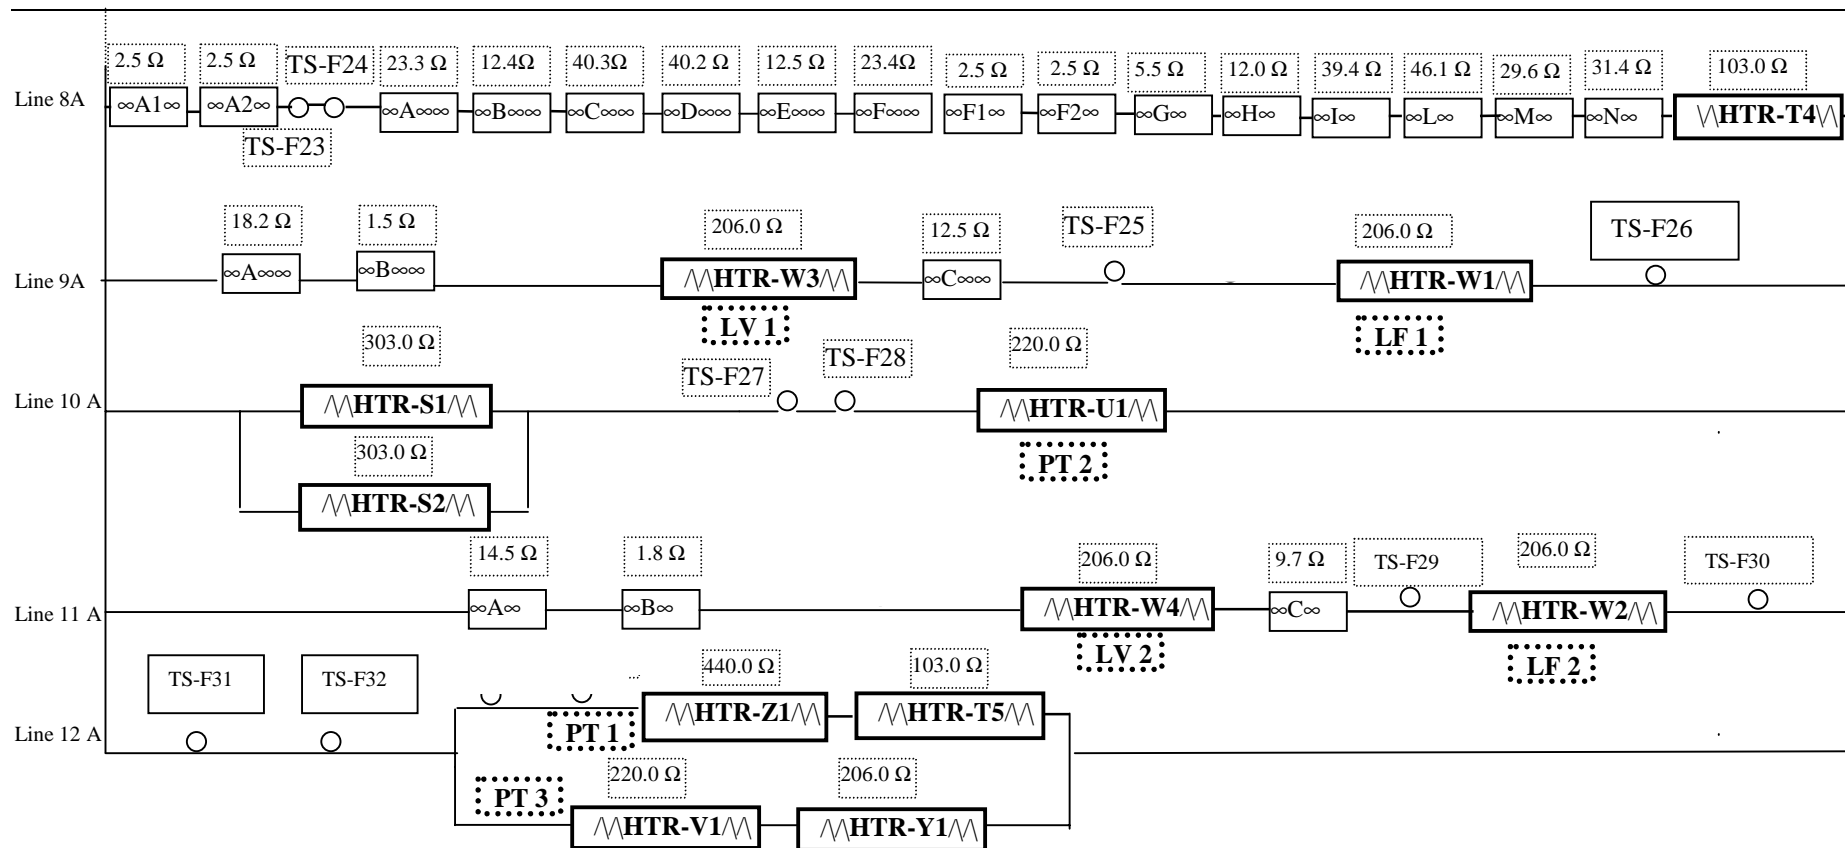 2.5 Ω 2.5 Ω TS-F24 23.3 Ω 12.4Ω 40.3Ω 40.2 Ω 12.5 Ω 23.4Ω 2.5 Ω 2.5 Ω 5.5 Ω 12.0 Ω 39.4 Ω 46.1 Ω 29.6 Ω 31.4 Ω 103.0 Ω
Line 8A ∞A1∞ ∞A2∞ ∞A∞∞ ∞B∞∞ ∞C∞∞ ∞D∞∞ ∞E∞∞ ∞F∞∞ ∞F1∞ ∞F2∞ ∞G∞ ∞H∞ ∞I∞ ∞L∞ ∞M∞ ∞N∞ /\/\HTR-T4/\/\
TS-F23
18.2 Ω 1.5 Ω 206.0 Ω 12.5 Ω TS-F25 206.0 Ω TS-F26
Line 9A ∞A∞∞ ∞B∞∞ /\/\HTR-W3/\/\ ∞C∞∞ /\/\HTR-W1/\/\
LV 1 LF 1
303.0 Ω TS-F27 TS-F28 220.0 Ω
Line 10 A /\/\HTR-S1/\/\ /\/\HTR-U1/\/\
303.0 Ω PT 2
/\/\HTR-S2/\/\
14.5 Ω 1.8 Ω 206.0 Ω 9.7 Ω TS-F29 206.0 Ω TS-F30
Line 11 A ∞A∞ ∞B∞ /\/\HTR-W4/\/\ ∞C∞ /\/\HTR-W2/\/\
LV 2 LF 2
TS-F31 TS-F32 440.0 Ω 103.0 Ω
Line 12 A PT 1 /\/\HTR-Z1/\/\ /\/\HTR-T5/\/\
PT 3 220.0 Ω 206.0 Ω
/\/\HTR-V1/\/\ /\/\HTR-Y1/\/\